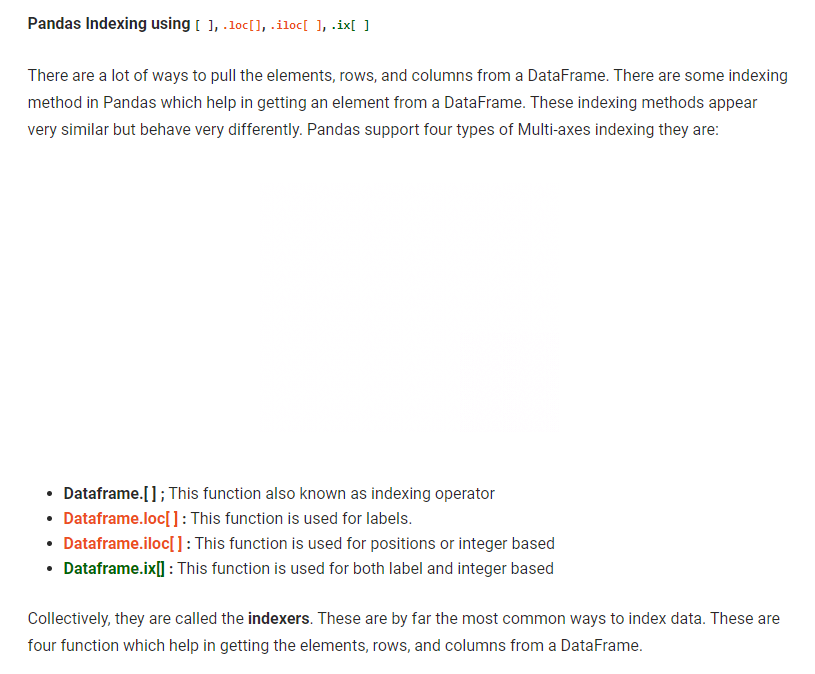 Pandas Indexing using [ ], .loc[], .iloc[ ], .ix[ ]
There are a lot of ways to pull the elements, rows, and columns from a DataFrame. There are some indexing
method in Pandas which help in getting an element from a DataFrame. These indexing methods appear
very similar but behave very differently. Pandas support four types of Multi-axes indexing they are:
• Dataframe.[ ] ; This function also known as indexing operator
• Dataframe.loc[ ] : This function is used for labels.
• Dataframe.iloc[ ] : This function is used for positions or integer based
• Dataframe.ix[] : This function is used for both label and integer based
Collectively, they are called the indexers. These are by far the most common ways to index data. These are
four function which help in getting the elements, rows, and columns from a DataFrame.